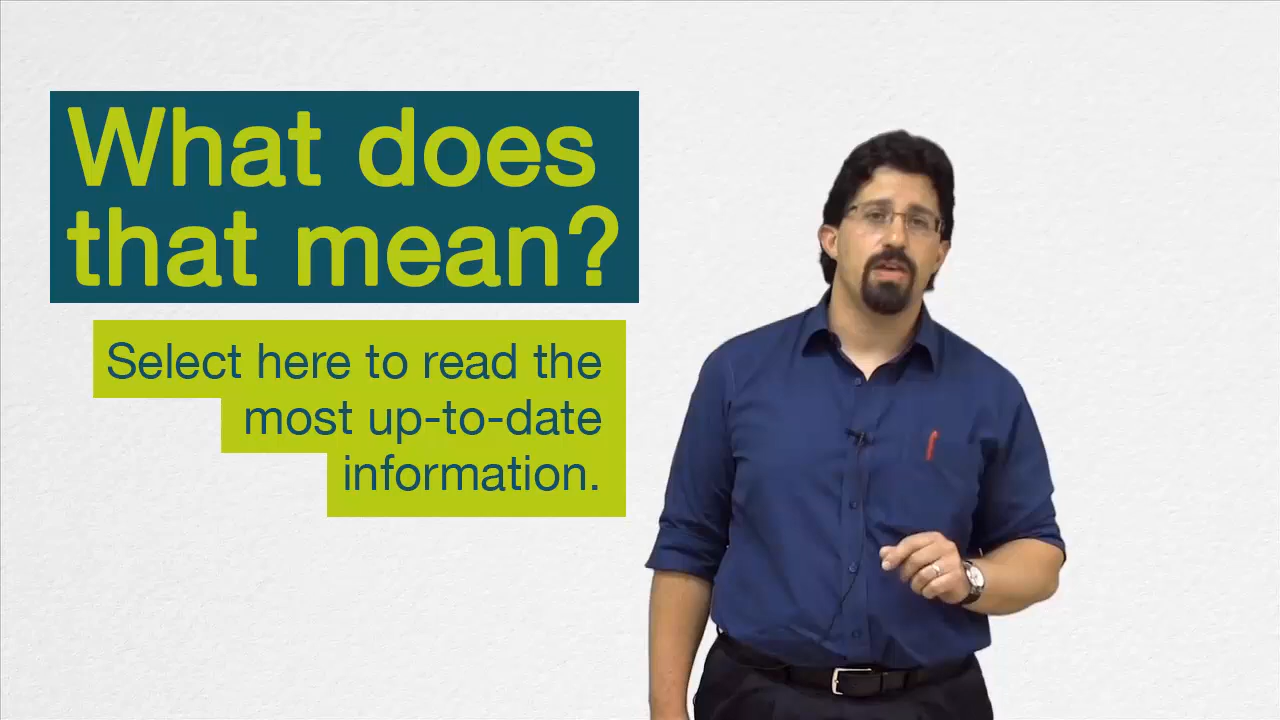 What does
that mean?
Select here to read the
most up-to-date
information.